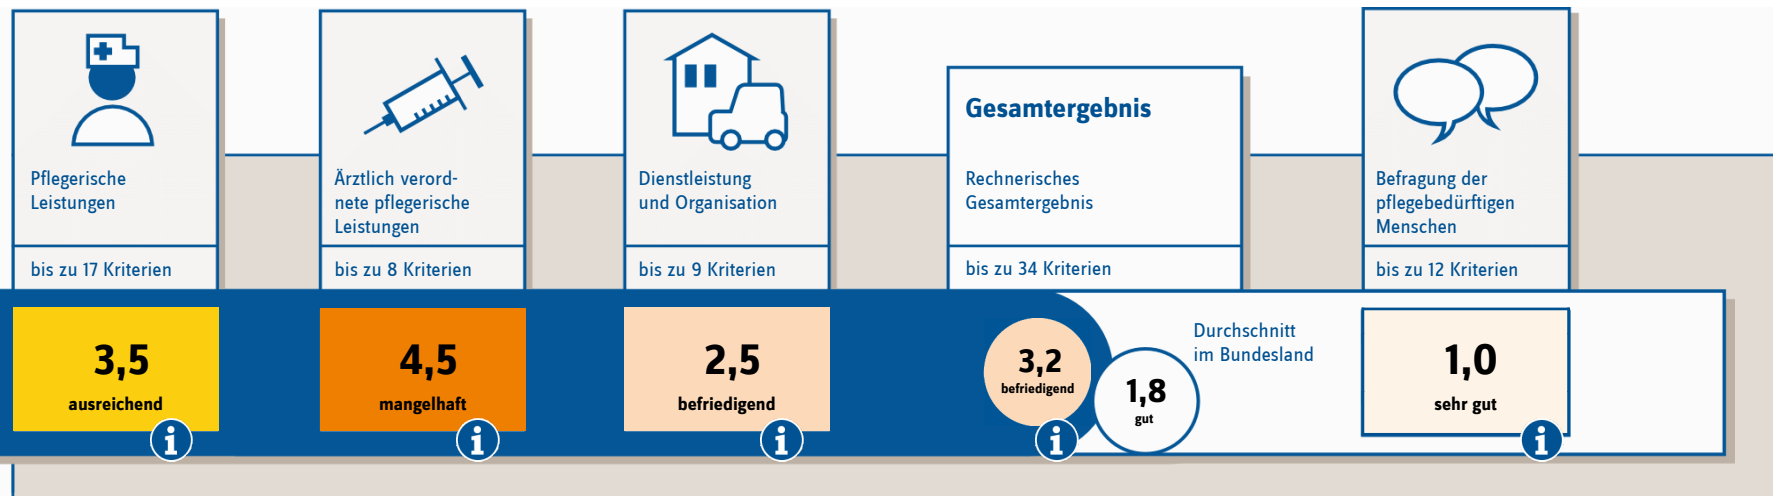 Pflegerische
Leistungen
bis zu 17 Kriterien
3,5
ausreichend
i
Ärztlich verord-
nete pflegerische
Leistungen
bis zu 8 Kriterien
4,5
mangelhaft
i
Dienstleistung
und Organisation
bis zu 9 Kriterien
2,5
befriedigend
i
Gesamtergebnis
Rechnerisches
Gesamtergebnis
bis zu 34 Kriterien
3,2
befriedigend
i
1,8
gut
Durchschnitt
im Bundesland
Befragung der
pflegebedürftigen
Menschen
bis zu 12 Kriterien
1,0
sehr gut
i